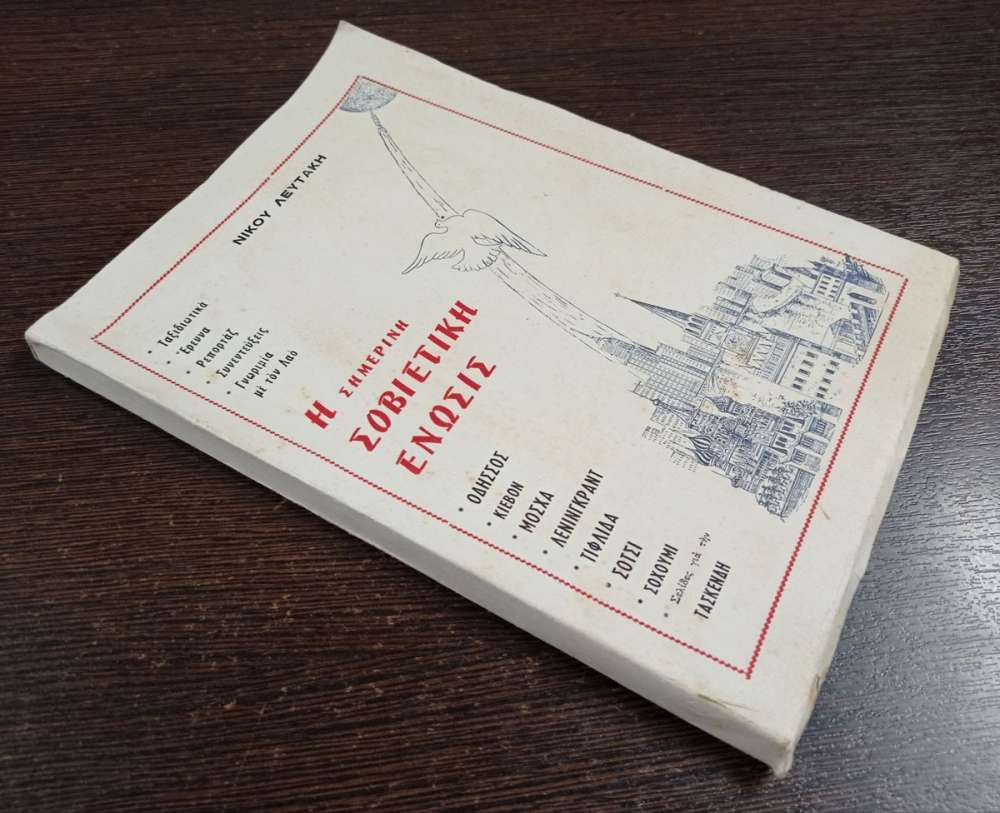 ΝΙΚΟΥ ΛΕΥΤΑΚΗ
• Ταξιδιωτικά
• Ἔρευνα
• Ρεπορτάζ
• Συνεντεύξεις
• Γνωριμία
μέ τόν Λαό
Η ΣΗΜΕΡΙΝΗ
ΣΟΒΙΕΤΙΚΗ
ΕΝΩΣΙΣ
• ΟΔΗΣΣΟΣ
• ΚΙΕΒΟΝ
• ΜΟΣΧΑ
• ΛΕΝΙΝΓΚΡΑΝΤ
• ΤΙΦΛΙΔΑ
• ΣΟΤΣΙ
• ΣΟΧΟΥΜΙ
• Σελίδες γιά τήν
ΤΑΣΚΕΝΔΗ